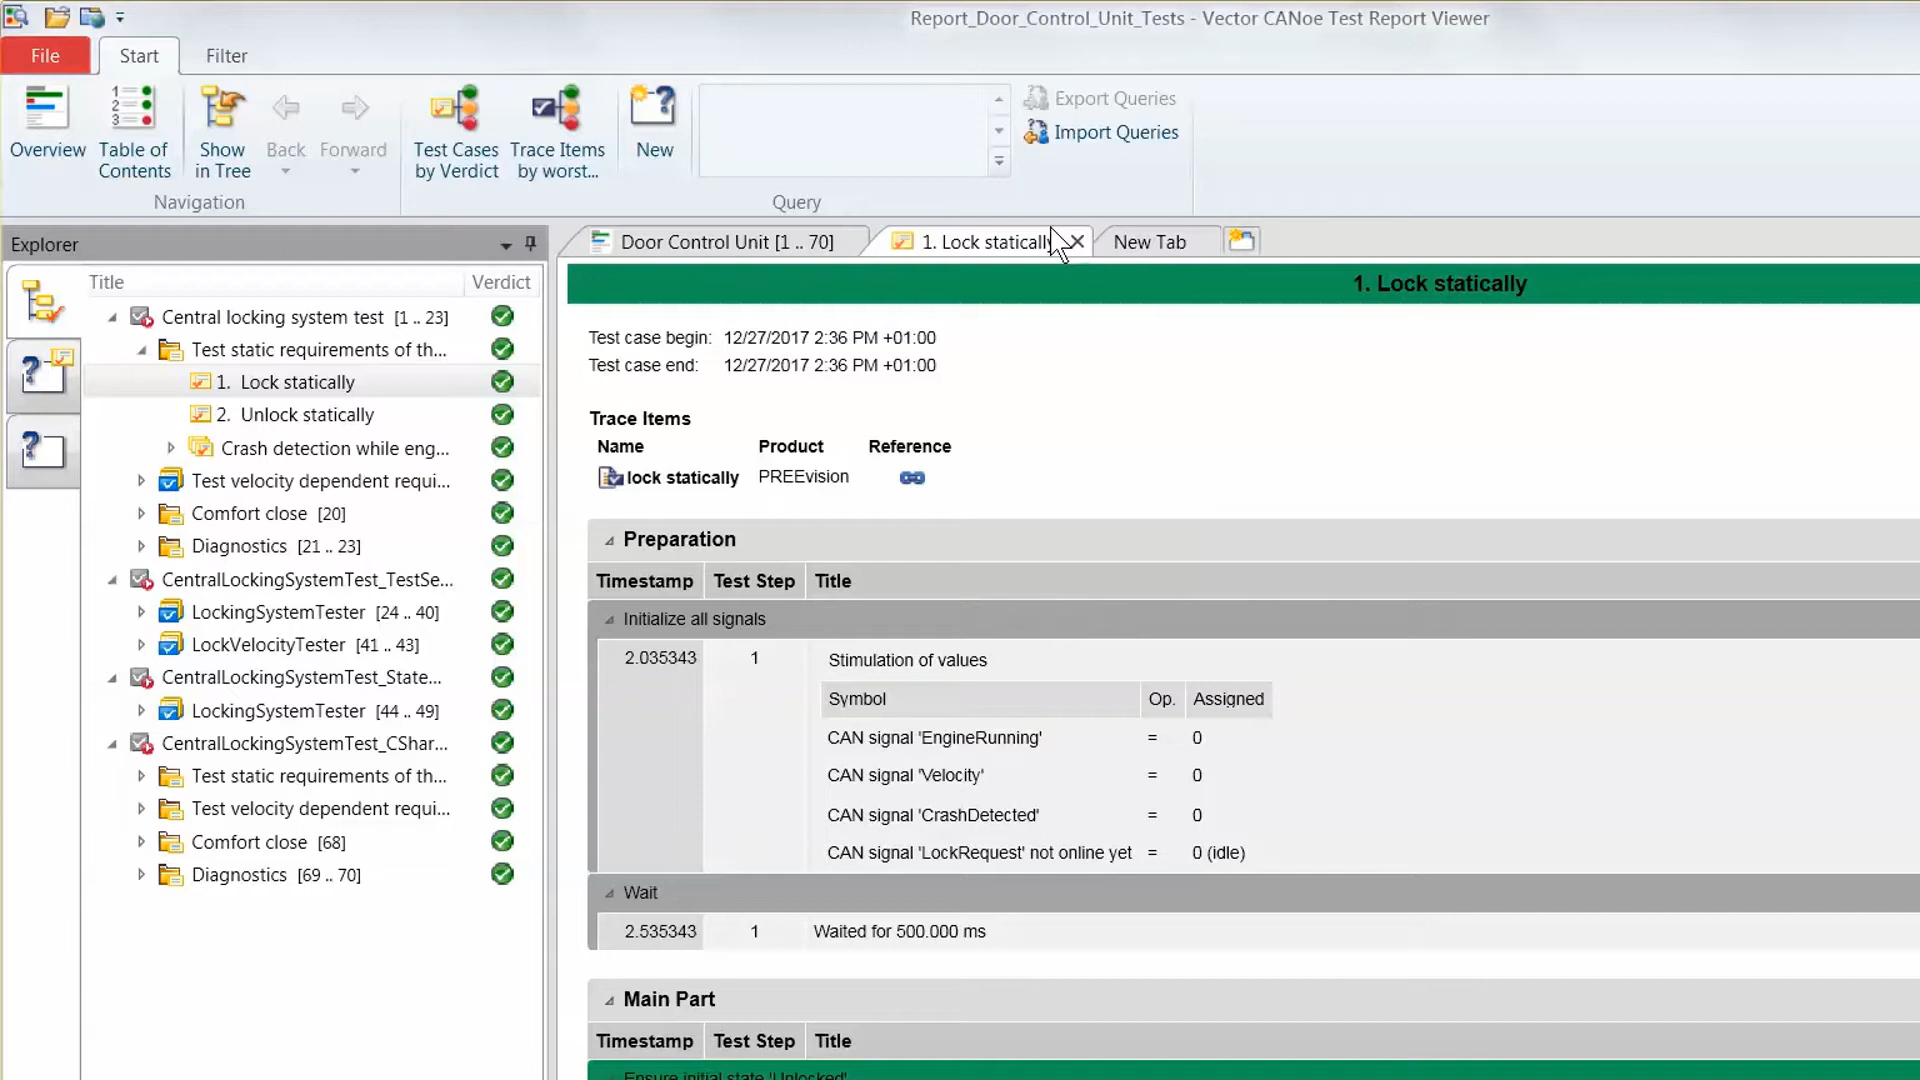 Report_Door_Control_Unit_Tests - Vector CANoe Test Report Viewer
File Start Filter
Overview
Table of Contents
Show in Tree
Back
Forward
Navigation
Test Cases by Verdict
Trace Items by worst...
New
Query
Export Queries
Import Queries
Explorer
Title Verdict
Central locking system test [1 .. 23]
Test static requirements of th...
1. Lock statically
2. Unlock statically
Crash detection while eng...
Test velocity dependent requi...
Comfort close [20]
Diagnostics [21 .. 23]
CentralLockingSystemTest_TestSe...
LockingSystemTester [24 .. 40]
LockVelocityTester [41 .. 43]
CentralLockingSystemTest_State...
LockingSystemTester [44 .. 49]
CentralLockingSystemTest_CShar...
Test static requirements of th...
Test velocity dependent requi...
Comfort close [68]
Diagnostics [69 .. 70]
Door Control Unit [1 .. 70] 1. Lock statically New Tab
1. Lock statically
Test case begin: 12/27/2017 2:36 PM +01:00
Test case end: 12/27/2017 2:36 PM +01:00
Trace Items
Name Product Reference
lock statically PREEvision
Preparation
Timestamp Test Step Title
Initialize all signals
2.035343 1 Stimulation of values
Symbol Op. Assigned
CAN signal 'EngineRunning' = 0
CAN signal 'Velocity' = 0
CAN signal 'CrashDetected' = 0
CAN signal 'LockRequest' not online yet = 0 (idle)
Wait
2.535343 1 Waited for 500.000 ms
Main Part
Timestamp Test Step Title
Ensure initial state 'Unlocked'